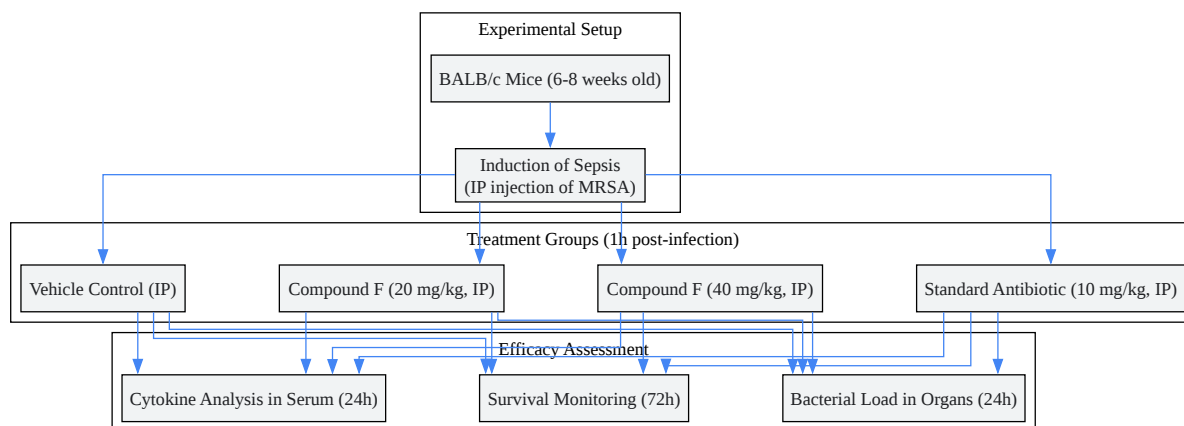 Experimental Setup
BALB/c Mice (6-8 weeks old)
Induction of Sepsis
(IP injection of MRSA)
Treatment Groups (1h post-infection)
Vehicle Control (IP)
Compound F (20 mg/kg, IP)
Compound F (40 mg/kg, IP)
Standard Antibiotic (10 mg/kg, IP)
Efficacy Assessment
Cytokine Analysis in Serum (24h)
Survival Monitoring (72h)
Bacterial Load in Organs (24h)